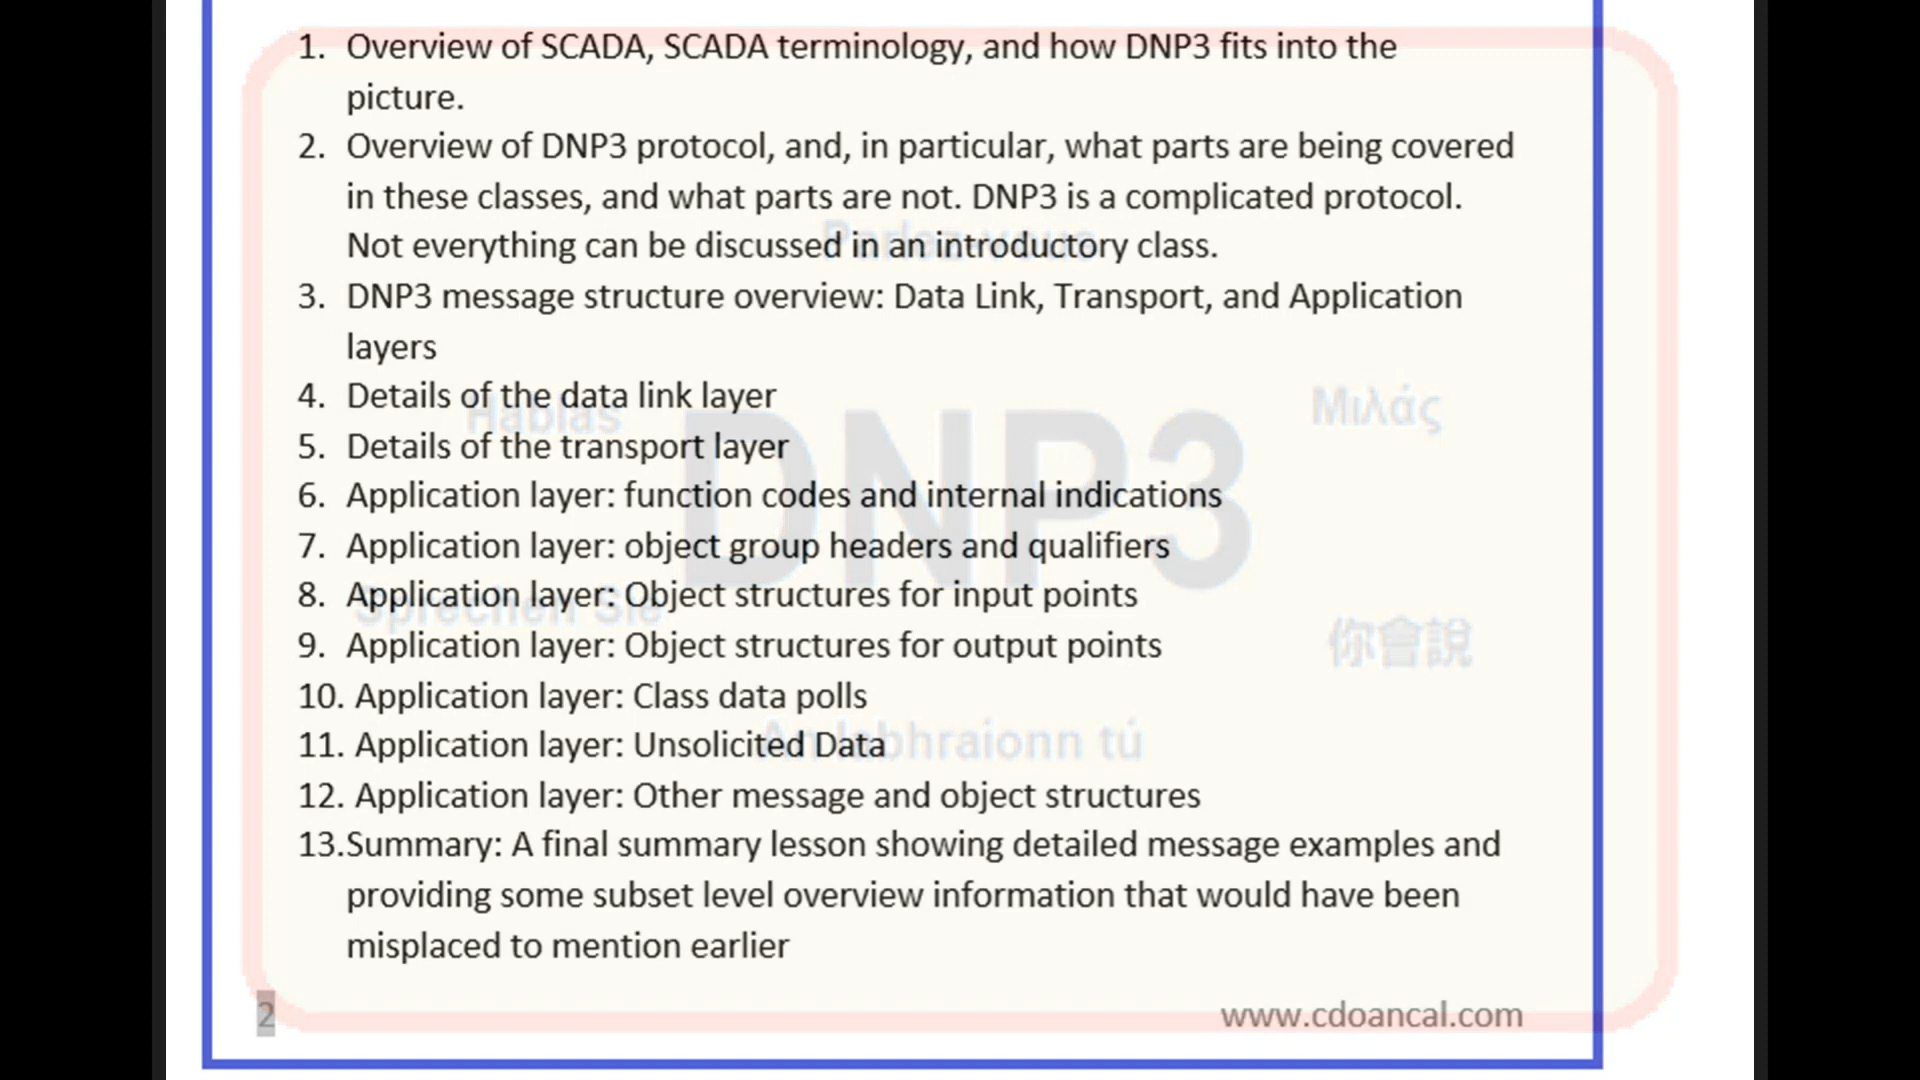 1. Overview of SCADA, SCADA terminology, and how DNP3 fits into the
picture.
2. Overview of DNP3 protocol, and, in particular, what parts are being covered
in these classes, and what parts are not. DNP3 is a complicated protocol.
Not everything can be discussed in an introductory class.
Parlez-vous
3. DNP3 message structure overview: Data Link, Transport, and Application
layers
4. Details of the data link layer
Hablas
Μιλάς
5. Details of the transport layer
DNP3
6. Application layer: function codes and internal indications
7. Application layer: object group headers and qualifiers
8. Application layer: Object structures for input points
Sprechen Sie
9. Application layer: Object structures for output points
你會說
10. Application layer: Class data polls
11. Application layer: Unsolicited Data
An labhraíonn tú
12. Application layer: Other message and object structures
13.Summary: A final summary lesson showing detailed message examples and
providing some subset level overview information that would have been
misplaced to mention earlier
2
www.cdoancal.com